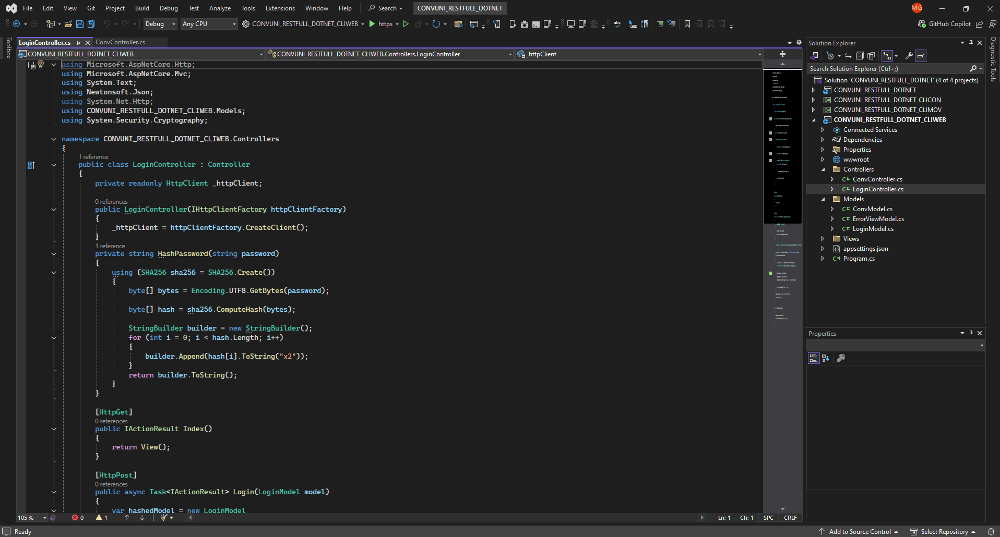 File Edit View Git Project Build Debug Test Analyze Tools Extensions Window Help Search CONVUNI_RESTFULL_DOTNET MG
Debug Any CPU CONVUNI_RESTFULL_DOTNET_CLIWEB https GitHub Copilot
Toolbox
LoginController.cs ConvController.cs
CONVUNI_RESTFULL_DOTNET_CLIWEB CONVUNI_RESTFULL_DOTNET_CLIWEB.Controllers.LoginController _httpClient
using Microsoft.AspNetCore.Http;
using Microsoft.AspNetCore.Mvc;
using System.Text;
using Newtonsoft.Json;
using System.Net.Http;
using CONVUNI_RESTFULL_DOTNET_CLIWEB.Models;
using System.Security.Cryptography;
namespace CONVUNI_RESTFULL_DOTNET_CLIWEB.Controllers
{
1 reference
public class LoginController : Controller
{
private readonly HttpClient _httpClient;
0 references
public LoginController(IHttpClientFactory httpClientFactory)
{
_httpClient = httpClientFactory.CreateClient();
}
1 reference
private string HashPassword(string password)
{
using (SHA256 sha256 = SHA256.Create())
{
byte[] bytes = Encoding.UTF8.GetBytes(password);
byte[] hash = sha256.ComputeHash(bytes);
StringBuilder builder = new StringBuilder();
for (int i = 0; i < hash.Length; i++)
{
builder.Append(hash[i].ToString("x2"));
}
return builder.ToString();
}
}
[HttpGet]
0 references
public IActionResult Index()
{
return View();
}
[HttpPost]
0 references
public async Task<IActionResult> Login(LoginModel model)
{
var hashedModel = new LoginModel
105 % 0 1 Ln: 1 Ch: 1 SPC CRLF
Solution Explorer
Search Solution Explorer (Ctrl+;)
Solution 'CONVUNI_RESTFULL_DOTNET' (4 of 4 projects)
CONVUNI_RESTFULL_DOTNET
C# CONVUNI_RESTFULL_DOTNET_CLICON
C# CONVUNI_RESTFULL_DOTNET_CLIMOV
CONVUNI_RESTFULL_DOTNET_CLIWEB
Connected Services
Dependencies
Properties
wwwroot
Controllers
C# ConvController.cs
C# LoginController.cs
Models
C# ConvModel.cs
C# ErrorViewModel.cs
C# LoginModel.cs
Views
appsettings.json
C# Program.cs
Properties
Diagnostic Tools
Ready Add to Source Control Select Repository